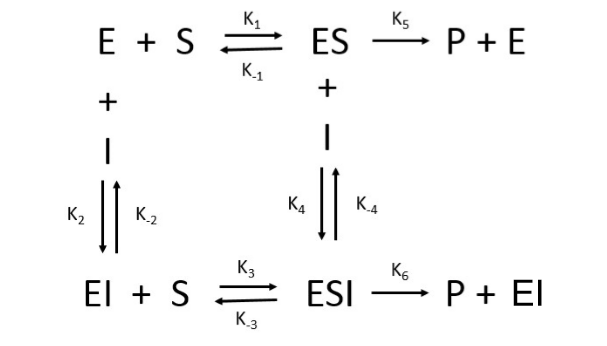 K₁
E + S ES K₅ P + E
K₋₁
+ +
I I
K₂ K₋₂ K₄ K₋₄
K₃ K₆
EI + S ESI P + EI
K₋₃